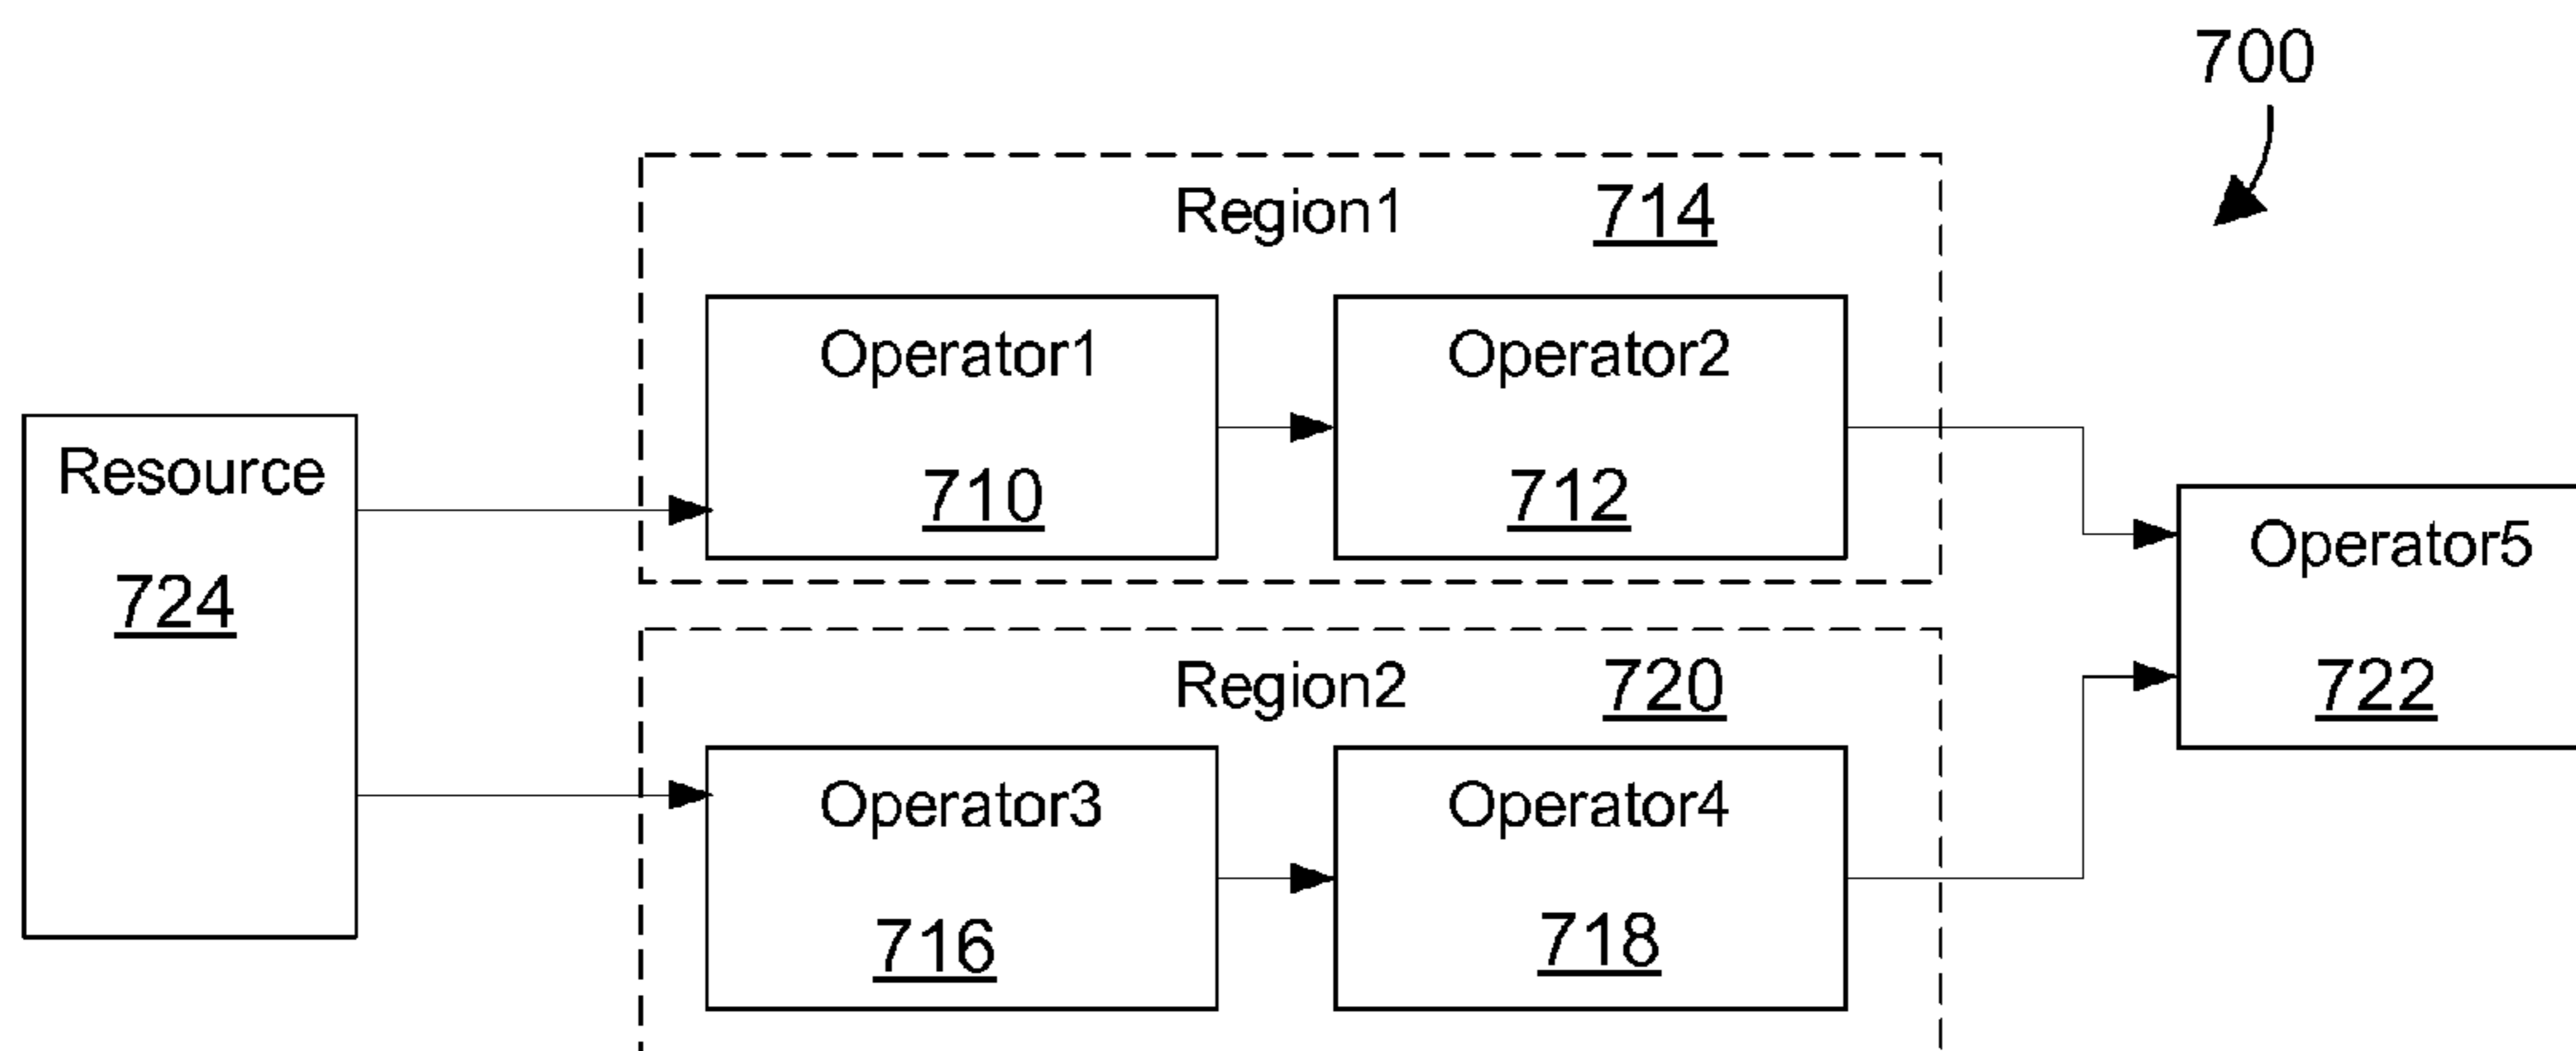 700
Region1 714
Operator1
710
Operator2
712
Resource
724
Operator5
722
Region2 720
Operator3
716
Operator4
718